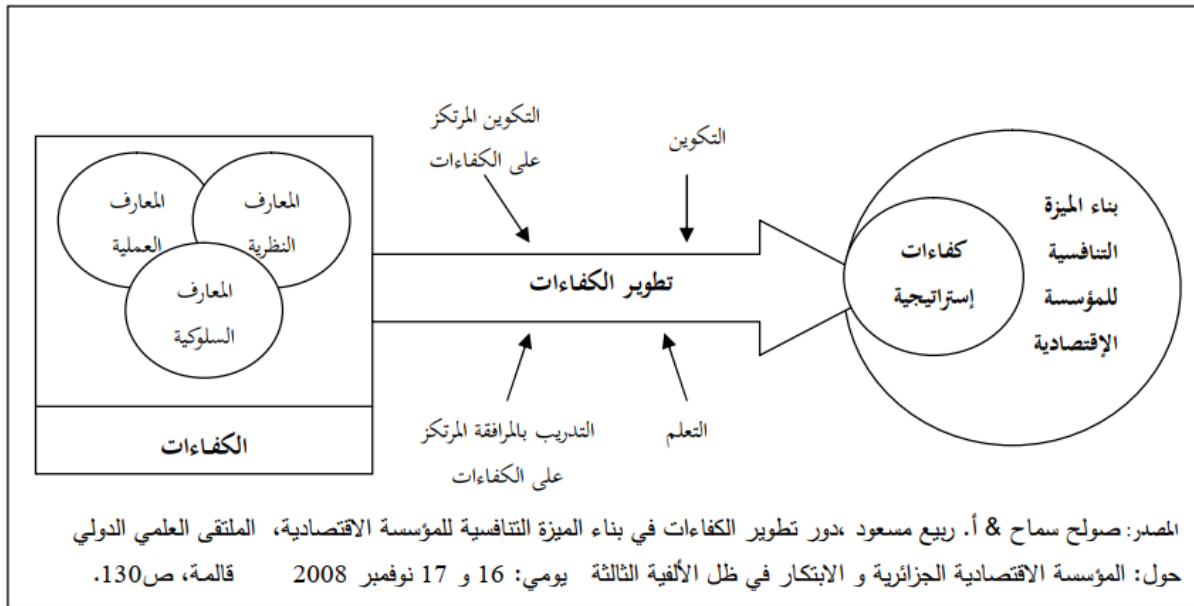 التكوين المرتكز
على الكفاءات
التكوين
المعارف
النظرية
المعارف
العملية
المعارف
السلوكية
الكفاءات
تطوير الكفاءات
كفاءات
إستراتيجية
بناء الميزة
التنافسية
للمؤسسة
الإقتصادية
التدريب بالمرافقة المرتكز
على الكفاءات
التعلم
المصدر: صولح سماح & أ. ربيع مسعود ،دور تطوير الكفاءات في بناء الميزة التنافسية للمؤسسة الاقتصادية، الملتقى العلمي الدولي
حول: المؤسسة الاقتصادية الجزائرية و الابتكار في ظل الألفية الثالثة يومي: 16 و 17 نوفمبر 2008 قالمة، ص130.